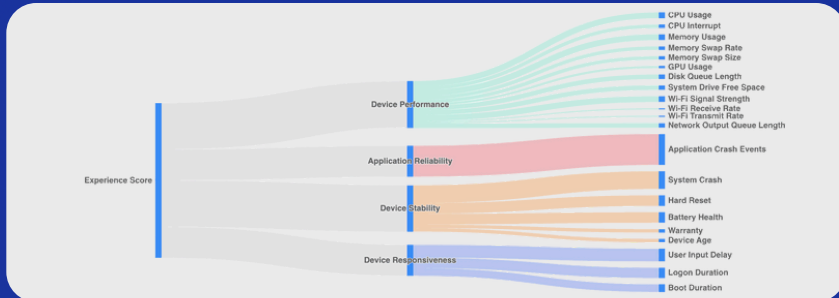 Experience Score
Device Performance
Application Reliability
Device Stability
Device Responsiveness
CPU Usage
CPU Interrupt
Memory Usage
Memory Swap Rate
Memory Swap Size
GPU Usage
Disk Queue Length
System Drive Free Space
Wi-Fi Signal Strength
Wi-Fi Receive Rate
Wi-Fi Transmit Rate
Network Output Queue Length
Application Crash Events
System Crash
Hard Reset
Battery Health
Warranty
Device Age
User Input Delay
Logon Duration
Boot Duration